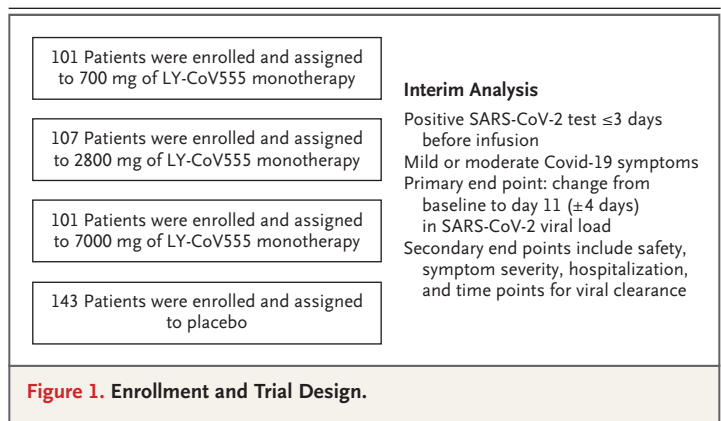 101 Patients were enrolled and assigned
to 700 mg of LY-CoV555 monotherapy
107 Patients were enrolled and assigned
to 2800 mg of LY-CoV555 monotherapy
101 Patients were enrolled and assigned
to 7000 mg of LY-CoV555 monotherapy
143 Patients were enrolled and assigned
to placebo
Interim Analysis
Positive SARS-CoV-2 test ≤3 days
before infusion
Mild or moderate Covid-19 symptoms
Primary end point: change from
baseline to day 11 (±4 days)
in SARS-CoV-2 viral load
Secondary end points include safety,
symptom severity, hospitalization,
and time points for viral clearance
Figure 1. Enrollment and Trial Design.